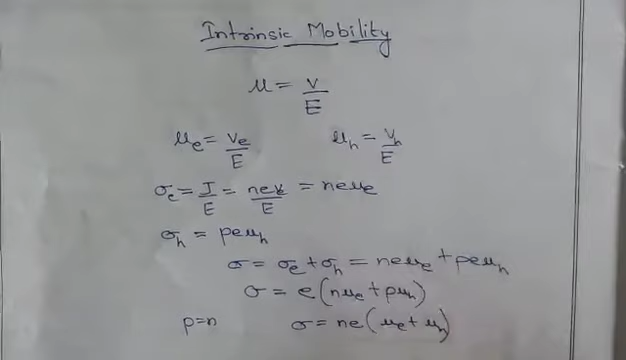 Intrinsic Mobility
μ = v/E
μe = ve/E    μh = vh/E
σe = J/E = nev/E = neμe
σh = peμh
σ = σe + σh = neμe + peμh
σ = e(nμe + pμh)
p=n    σ = ne(μe + μh)